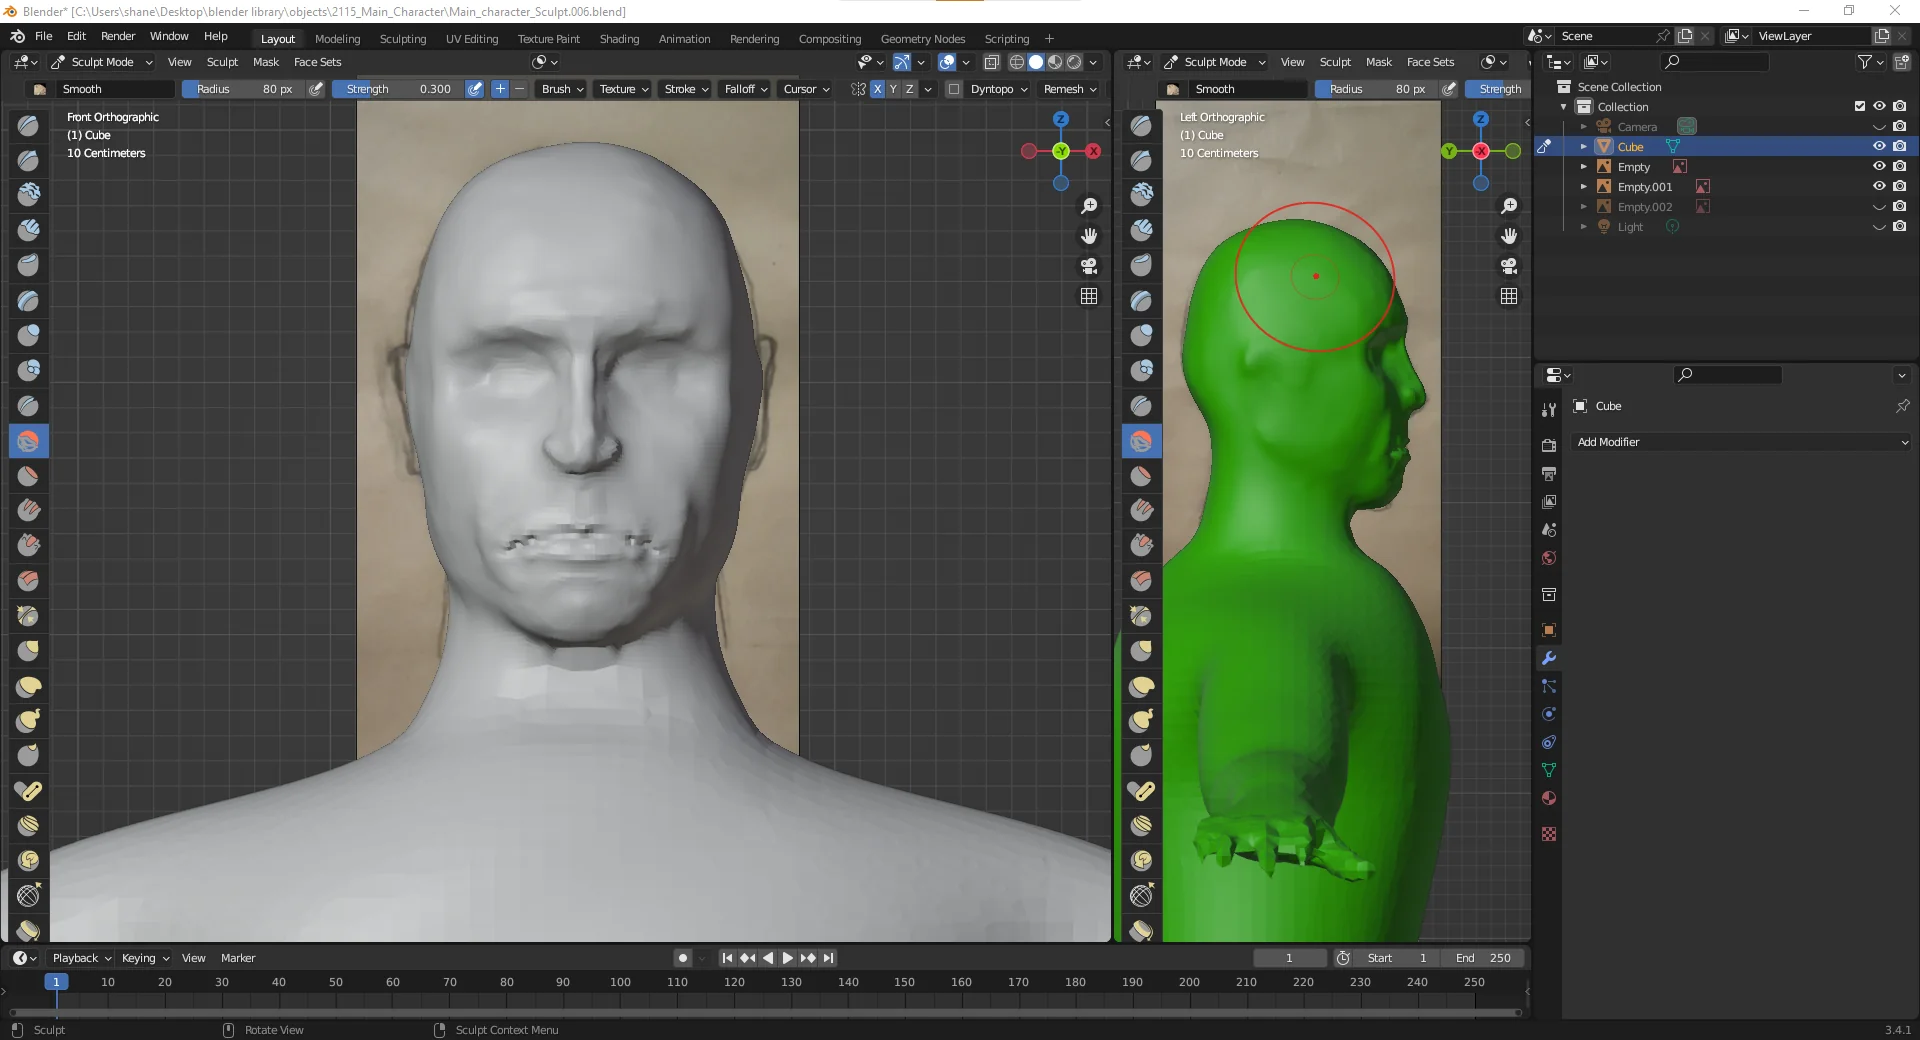 Blender* [C:\Users\shane\Desktop\blender library\objects\2115_Main_Character\Main_character_Sculpt.006.blend]
File Edit Render Window Help Layout Modeling Sculpting UV Editing Texture Paint Shading Animation Rendering Compositing Geometry Nodes Scripting + Scene ViewLayer
Sculpt Mode View Sculpt Mask Face Sets
Smooth Radius 80 px Strength 0.300 Brush Texture Stroke Falloff Cursor X Y Z Dyntopo Remesh
Front Orthographic
(1) Cube
10 Centimeters
Z
-Y X
Sculpt Mode View Sculpt Mask Face Sets
Smooth Radius 80 px Strength
Left Orthographic
(1) Cube
10 Centimeters
Z
Y -X
Scene Collection
Collection
Camera
Cube
Empty
Empty.001
Empty.002
Light
Cube
Add Modifier
Playback Keying View Marker 1 Start 1 End 250
1 10 20 30 40 50 60 70 80 90 100 110 120 130 140 150 160 170 180 190 200 210 220 230 240 250
Sculpt Rotate View Sculpt Context Menu 3.4.1